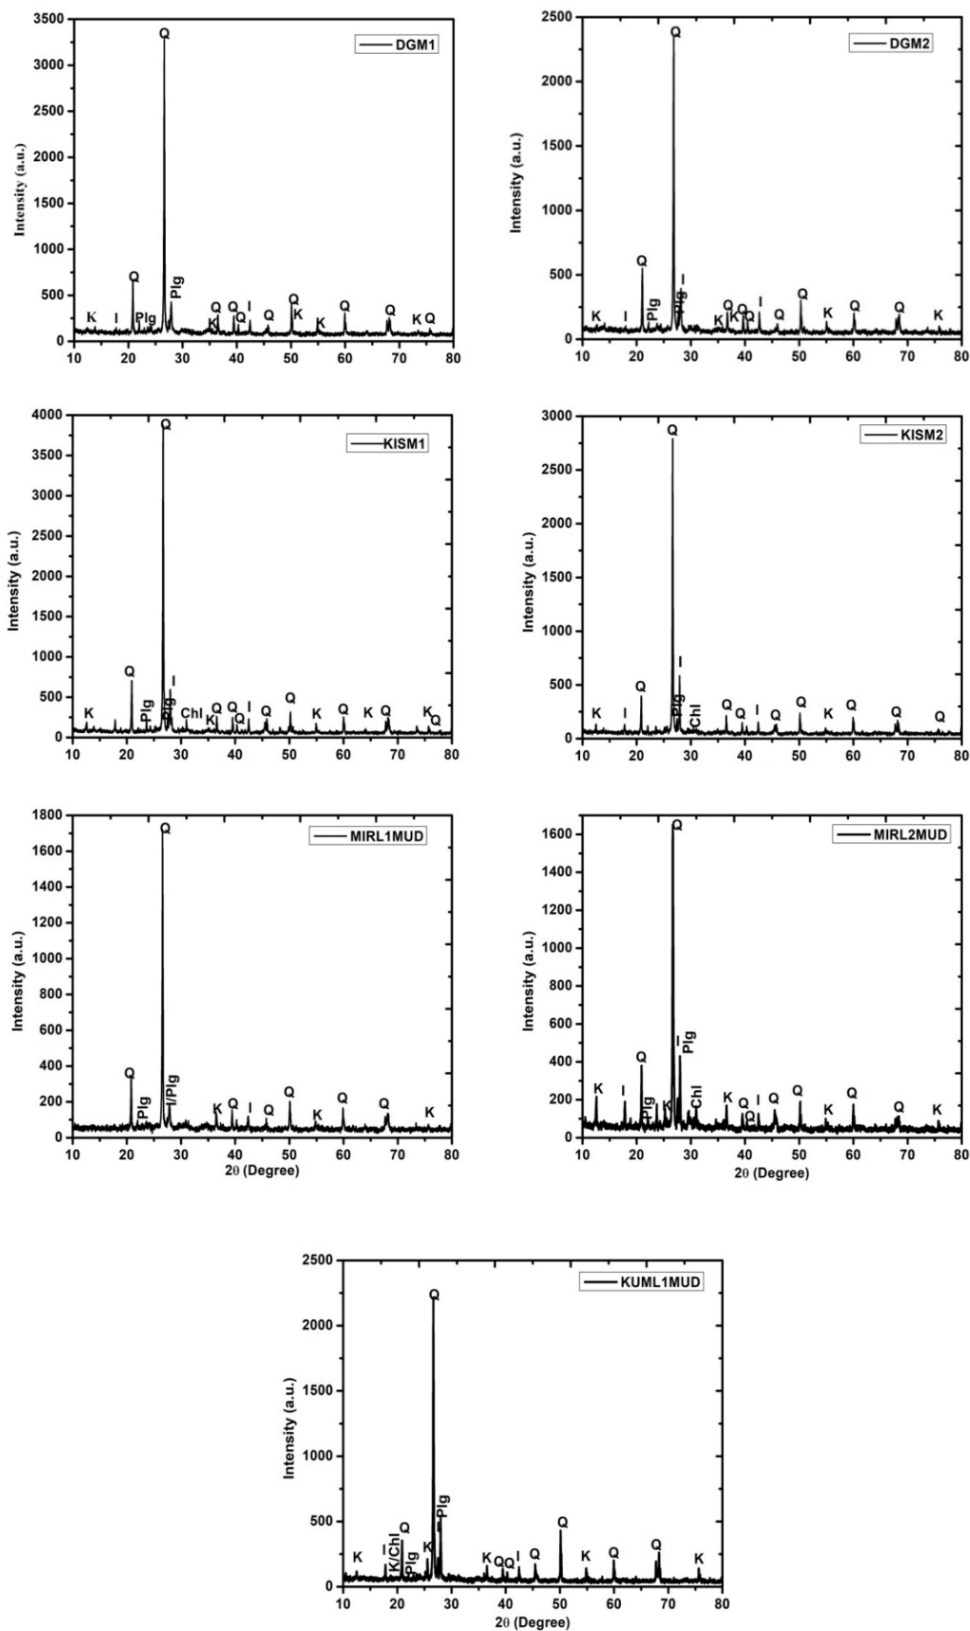 DGM1
Intensity (a.u.)
3500
3000
2500
2000
1500
1000
500
0
10 20 30 40 50 60 70 80
Q
Q
Plg
K I Plg K Q Q Q I Q Q K K Q Q K Q
DGM2
Intensity (a.u.)
2500
2000
1500
1000
500
0
10 20 30 40 50 60 70 80
Q
Q
I
Plg
K I Plg K Q K Q Q I Q Q K Q Q K
KISM1
Intensity (a.u.)
4000
3500
3000
2500
2000
1500
1000
500
0
10 20 30 40 50 60 70 80
Q
Q
I
K Plg Plg Chl K Q Q Q I Q Q K Q K Q K Q
KISM2
Intensity (a.u.)
3000
2500
2000
1500
1000
500
0
10 20 30 40 50 60 70 80
Q
I
Q
K I Plg Chl Q Q I Q Q K Q Q Q
MIRL1MUD
Intensity (a.u.)
1800
1600
1400
1200
1000
800
600
400
200
0
10 20 30 40 50 60 70 80
2θ (Degree)
Q
Q
Plg I/Plg K Q I Q Q K Q Q K
MIRL2MUD
Intensity (a.u.)
1600
1400
1200
1000
800
600
400
200
0
10 20 30 40 50 60 70 80
2θ (Degree)
Q
Q
I
Plg
K I Plg K Chl K Q Q I Q Q K Q Q K
KUML1MUD
Intensity (a.u.)
2500
2000
1500
1000
500
0
10 20 30 40 50 60 70 80
2θ (Degree)
Q
Q
I
Plg
K I K/Chl Plg K K Q Q I Q Q K Q Q K